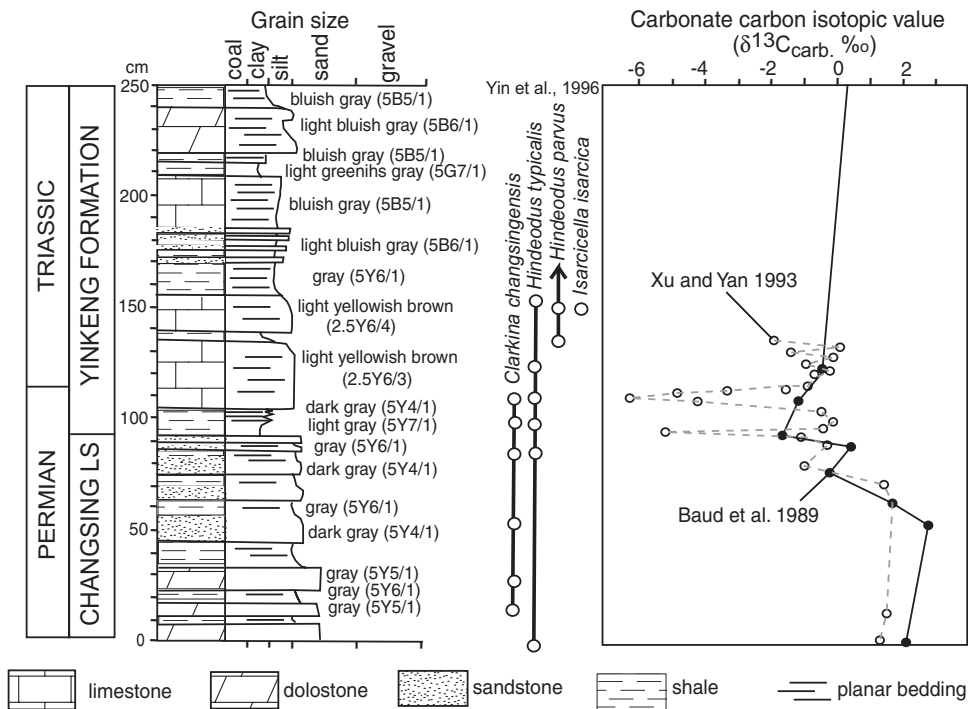 Grain size
coal
clay
silt
sand
gravel
cm
250
200
150
100
50
0
TRIASSIC
PERMIAN
YINKENG FORMATION
CHANGSING LS
bluish gray (5B5/1)
light bluish gray (5B6/1)
bluish gray (5B5/1)
light greenihs gray (5G7/1)
bluish gray (5B5/1)
light bluish gray (5B6/1)
gray (5Y6/1)
light yellowish brown
(2.5Y6/4)
light yellowish brown
(2.5Y6/3)
dark gray (5Y4/1)
light gray (5Y7/1)
gray (5Y6/1)
dark gray (5Y4/1)
gray (5Y6/1)
dark gray (5Y4/1)
gray (5Y5/1)
gray (5Y6/1)
gray (5Y5/1)
Yin et al., 1996
Clarkina changsingensis
Hindeodus typicalis
Hindeodus parvus
Isarcicella isarcica
Carbonate carbon isotopic value
(δ13Ccarb. ‰)
-6 -4 -2 0 2
Xu and Yan 1993
Baud et al. 1989
limestone
dolostone
sandstone
shale
planar bedding